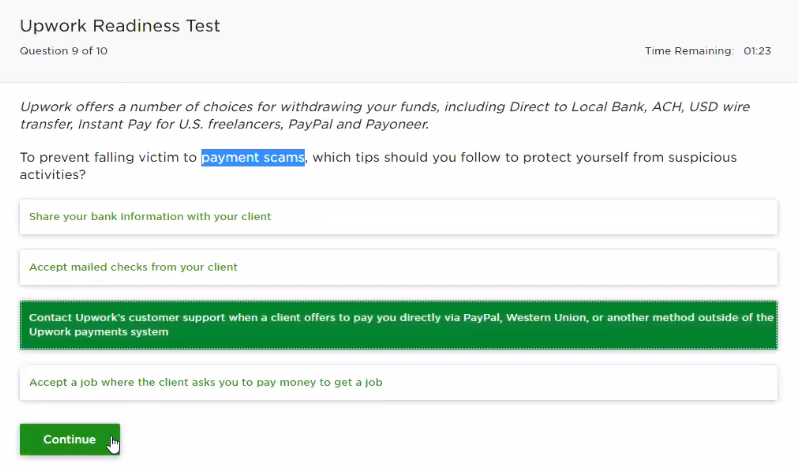 Upwork Readiness Test
Question 9 of 10
Time Remaining: 01:23
Upwork offers a number of choices for withdrawing your funds, including Direct to Local Bank, ACH, USD wire
transfer, Instant Pay for U.S. freelancers, PayPal and Payoneer.
To prevent falling victim to payment scams, which tips should you follow to protect yourself from suspicious
activities?
Share your bank information with your client
Accept mailed checks from your client
Contact Upwork's customer support when a client offers to pay you directly via PayPal, Western Union, or another method outside of the
Upwork payments system
Accept a job where the client asks you to pay money to get a job
Continue